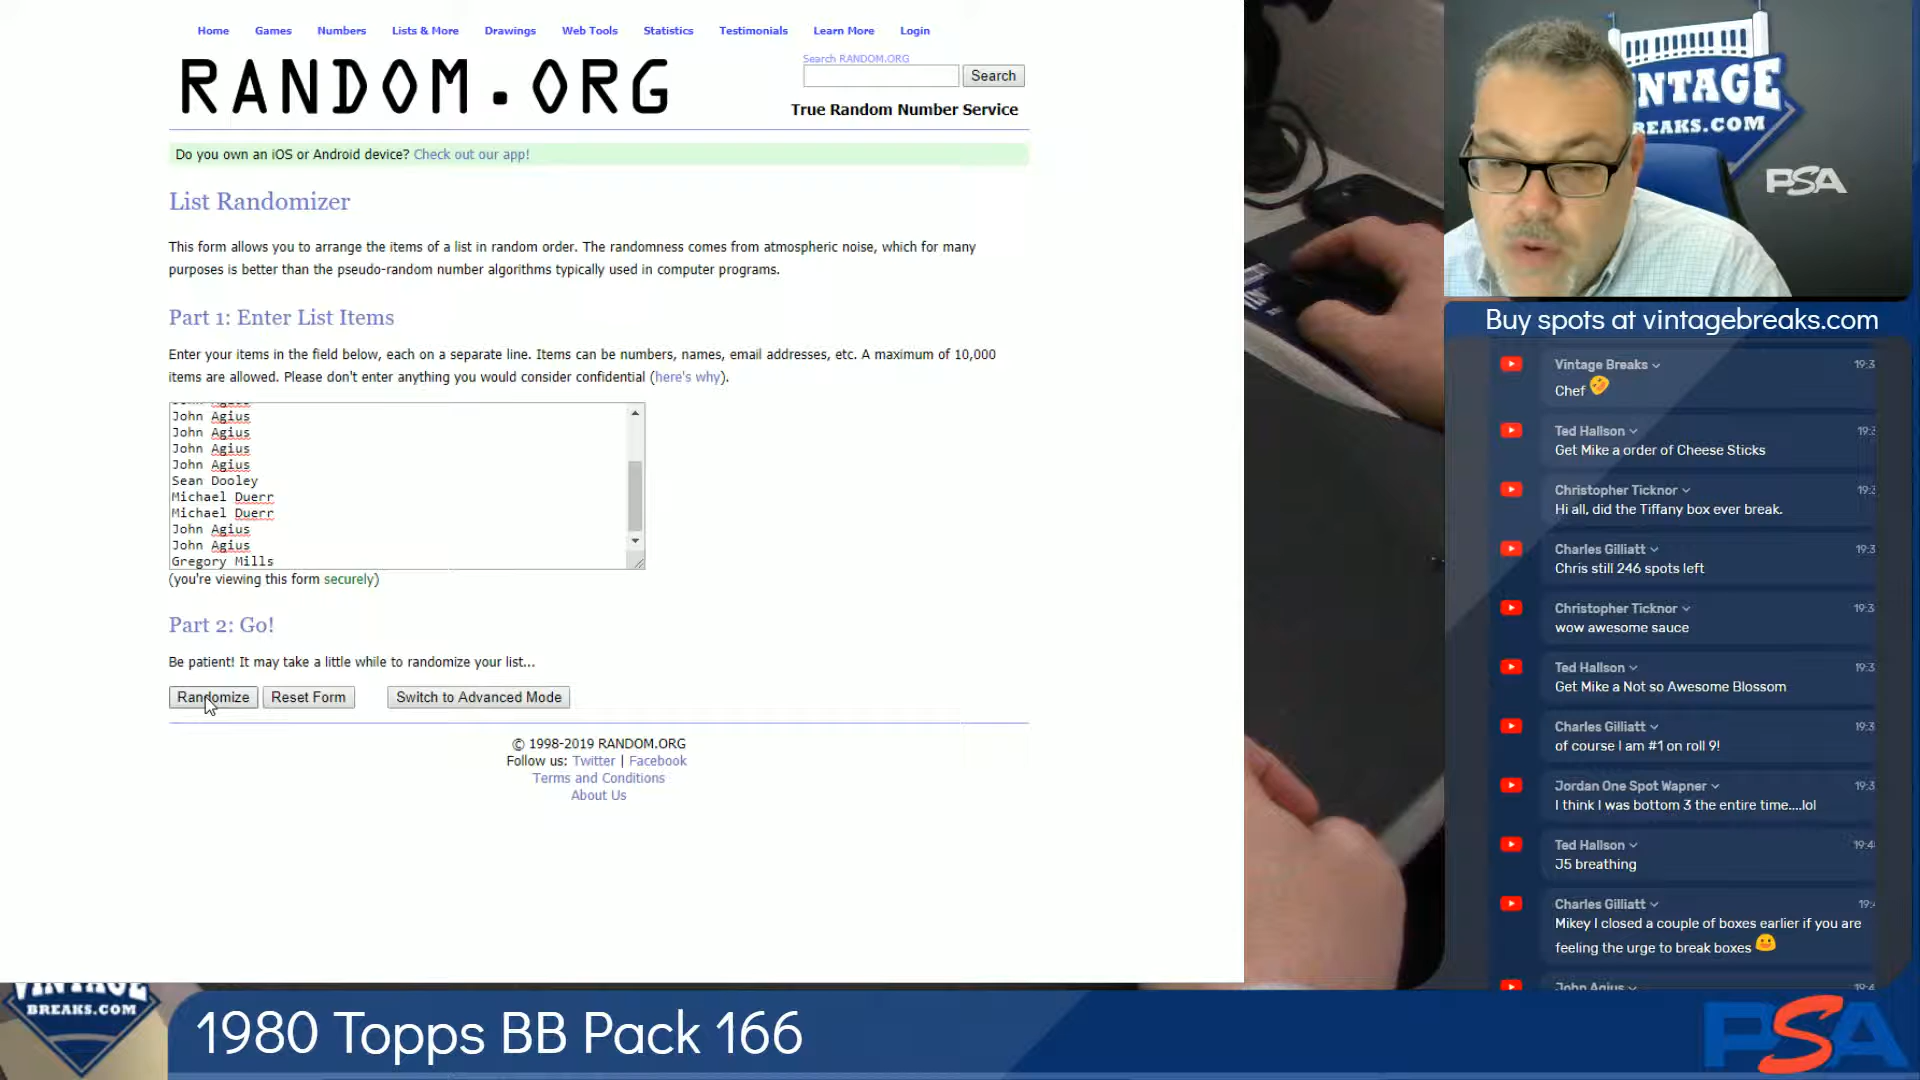 Home Games Numbers Lists & More Drawings Web Tools Statistics Testimonials Learn More Login
RANDOM.ORG
Search RANDOM.ORG
Search
True Random Number Service
Do you own an iOS or Android device? Check out our app!
List Randomizer
This form allows you to arrange the items of a list in random order. The randomness comes from atmospheric noise, which for many
purposes is better than the pseudo-random number algorithms typically used in computer programs.
Part 1: Enter List Items
Enter your items in the field below, each on a separate line. Items can be numbers, names, email addresses, etc. A maximum of 10,000
items are allowed. Please don't enter anything you would consider confidential (here's why).
John Agius
John Agius
John Agius
John Agius
Sean Dooley
Michael Duerr
Michael Duerr
John Agius
John Agius
Gregory Mills
(you're viewing this form securely)
Part 2: Go!
Be patient! It may take a little while to randomize your list...
Randomize Reset Form Switch to Advanced Mode
© 1998-2019 RANDOM.ORG
Follow us: Twitter | Facebook
Terms and Conditions
About Us
PSA
Buy spots at vintagebreaks.com
Vintage Breaks
Chef
Ted Hallson
Get Mike a order of Cheese Sticks
Christopher Ticknor
Hi all, did the Tiffany box ever break.
Charles Gilliatt
Chris still 246 spots left
Christopher Ticknor
wow awesome sauce
Ted Hallson
Get Mike a Not so Awesome Blossom
Charles Gilliatt
of course I am #1 on roll 9!
Jordan One Spot Wapner
I think I was bottom 3 the entire time....lol
Ted Hallson
J5 breathing
Charles Gilliatt
Mikey I closed a couple of boxes earlier if you are
feeling the urge to break boxes
John Agius
VINTAGE
BREAKS.COM
1980 Topps BB Pack 166
PSA